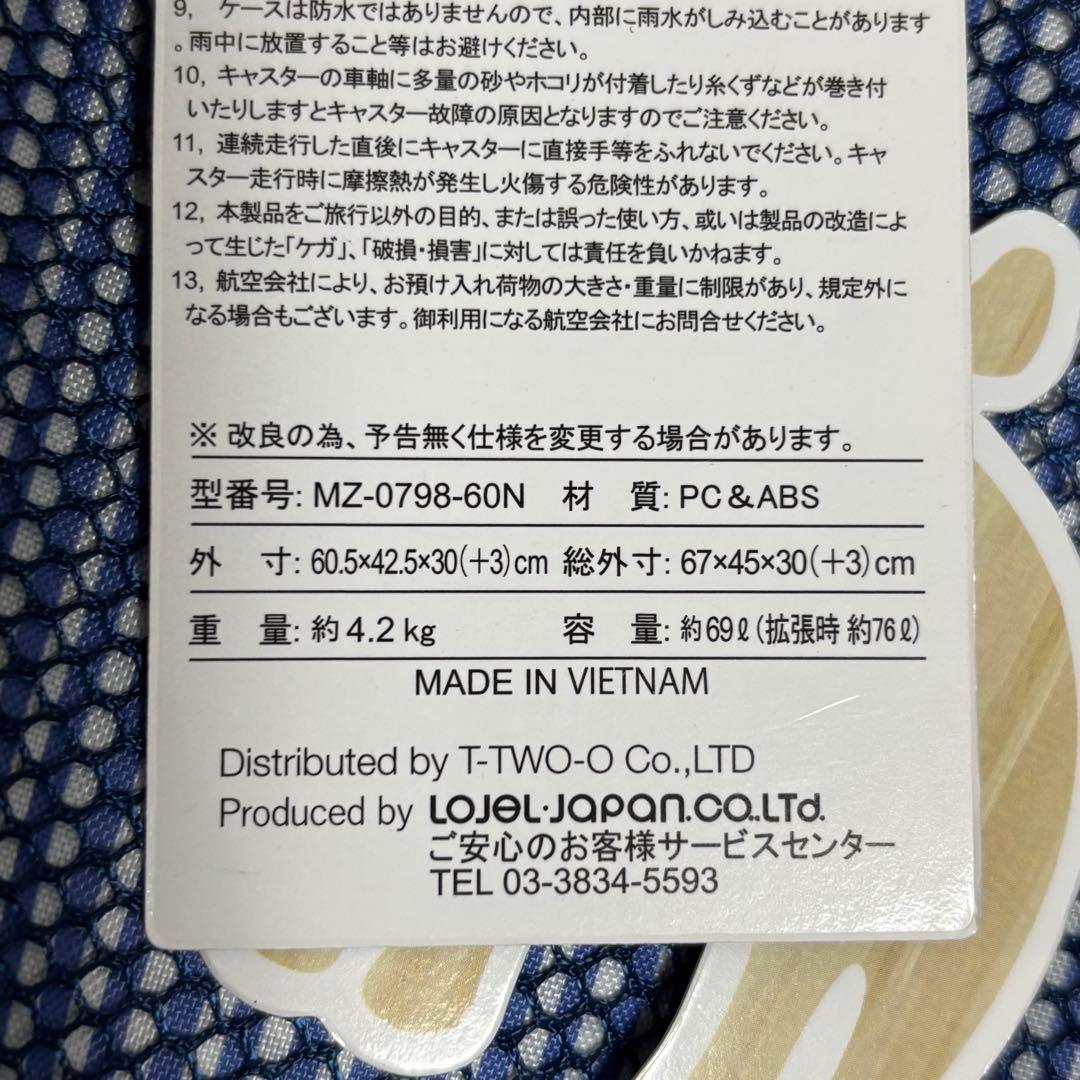 9, ケースは防水ではありませんので、内部に雨水がしみ込むことがあります
。雨中に放置すること等はお避けください。
10, キャスターの車軸に多量の砂やホコリが付着したり糸くずなどが巻き付
いたりしますとキャスター故障の原因となりますのでご注意ください。
11, 連続走行した直後にキャスターに直接手等をふれないでください。キャ
スター走行時に摩擦熱が発生し火傷する危険性があります。
12, 本製品をご旅行以外の目的、または誤った使い方、或いは製品の改造によ
って生じた「ケガ」、「破損・損害」に対しては責任を負いかねます。
13, 航空会社により、お預け入れ荷物の大きさ・重量に制限があり、規定外に
なる場合もございます。御利用になる航空会社にお問合せください。
※ 改良の為、予告無く仕様を変更する場合があります。
型番号: MZ-0798-60N 材 質: PC&ABS
外 寸: 60.5×42.5×30(+3)cm 総外寸: 67×45×30(+3)cm
重 量: 約4.2kg 容 量: 約69ℓ(拡張時 約76ℓ)
MADE IN VIETNAM
Distributed by T-TWO-O Co.,LTD
Produced by LOJEL・JAPAN.CO.,LTD.
ご安心のお客様サービスセンター
TEL 03-3834-5593